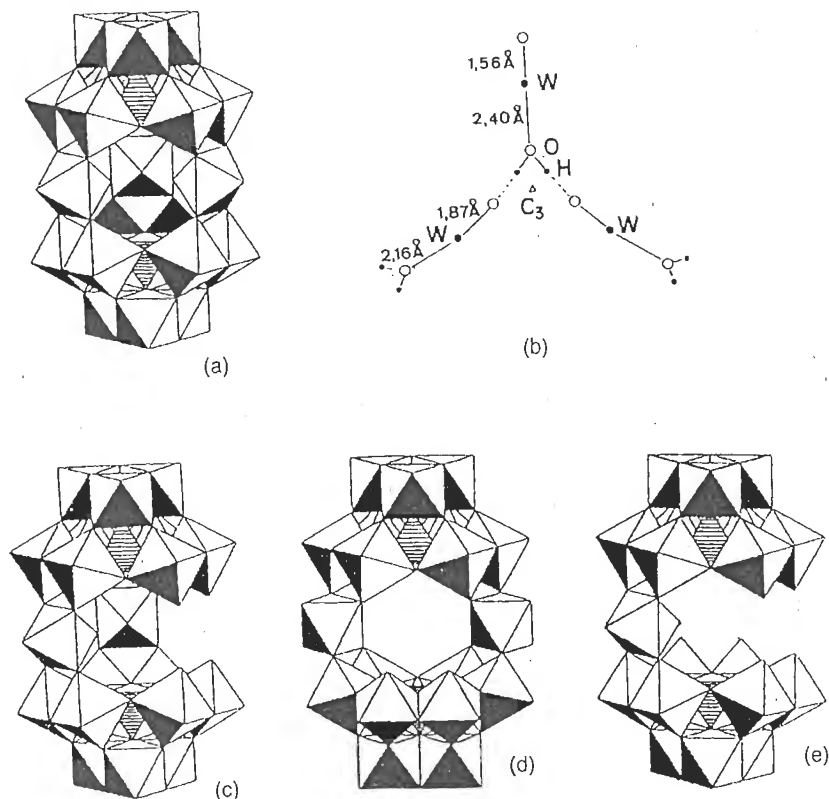 1,56Å
W
2,40Å
O
H
C₃
1,87Å
W
W
2,16Å
(a)
(b)
(c)
(d)
(e)